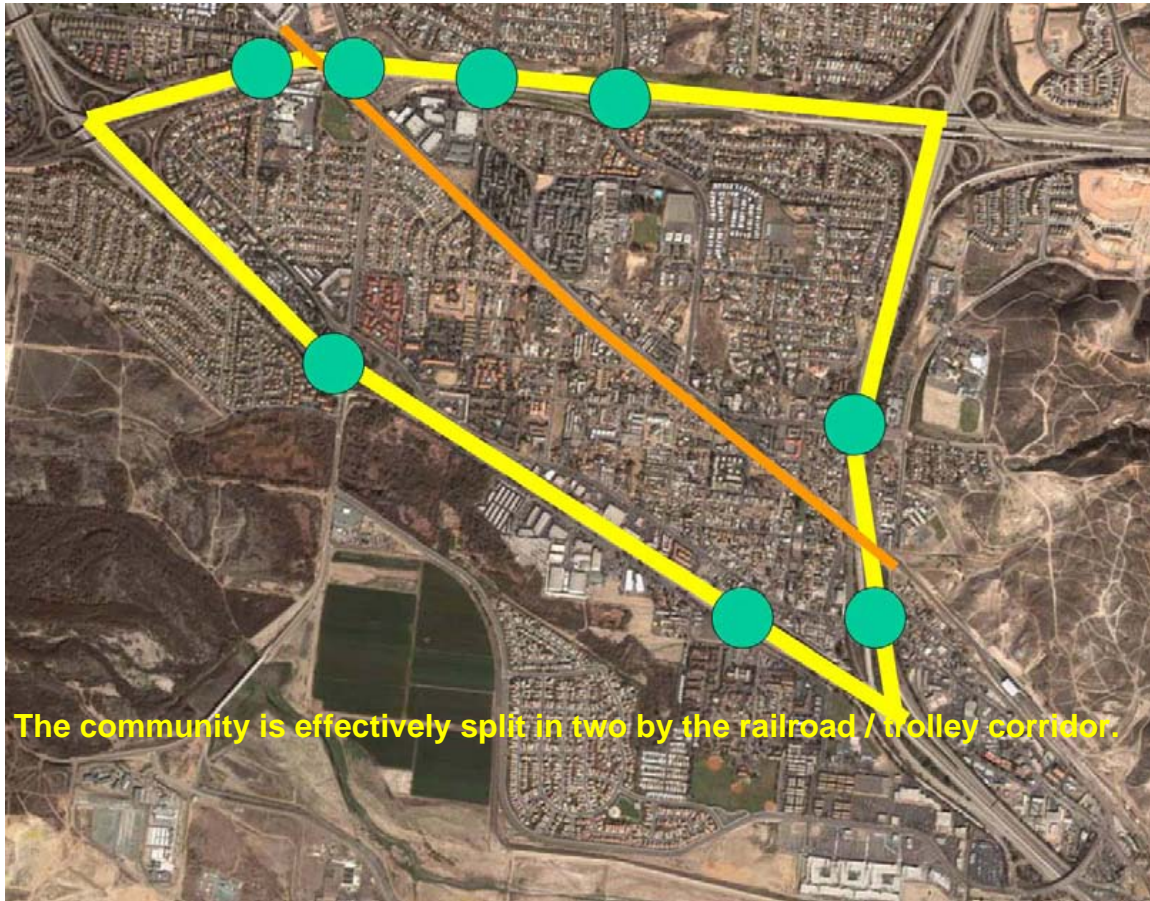 The community is effectively split in two by the railroad / trolley corridor.